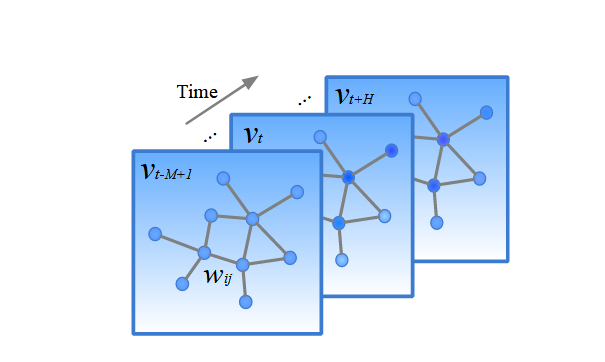 Time
v_{t+H}
v_t
v_{t-M+1}
w_{ij}